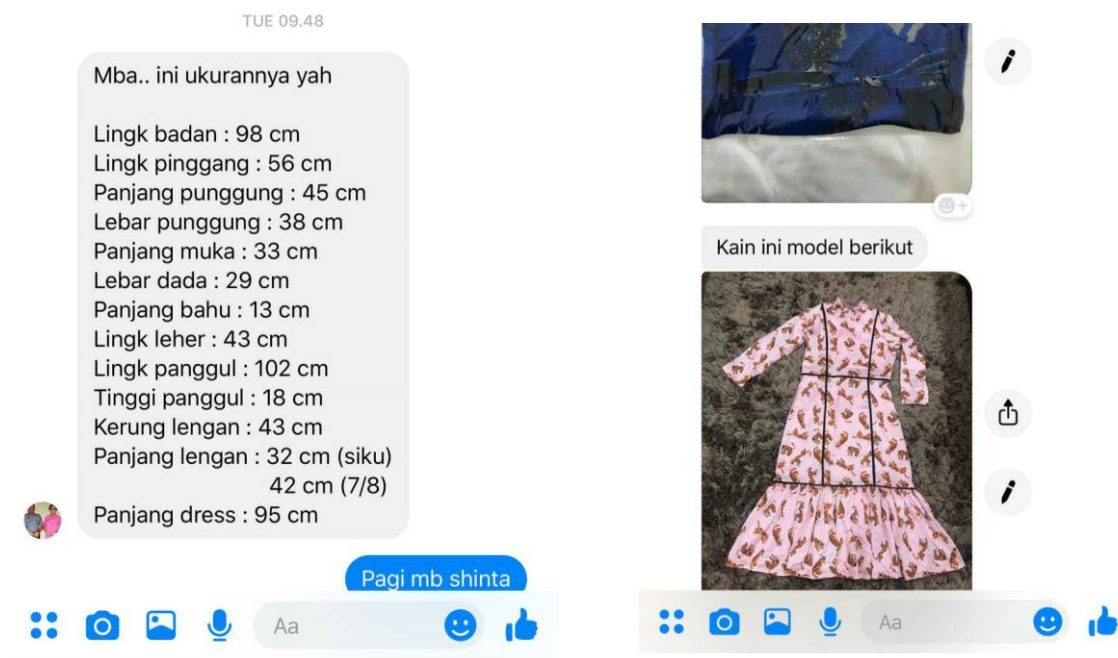 TUE 09.48
Mba.. ini ukurannya yah
Lingk badan : 98 cm
Lingk pinggang : 56 cm
Panjang punggung : 45 cm
Lebar punggung : 38 cm
Panjang muka : 33 cm
Lebar dada : 29 cm
Panjang bahu : 13 cm
Lingk leher : 43 cm
Lingk panggul : 102 cm
Tinggi panggul : 18 cm
Kerung lengan : 43 cm
Panjang lengan : 32 cm (siku)
42 cm (7/8)
Panjang dress : 95 cm
Pagi mb shinta
Aa
Kain ini model berikut
Aa